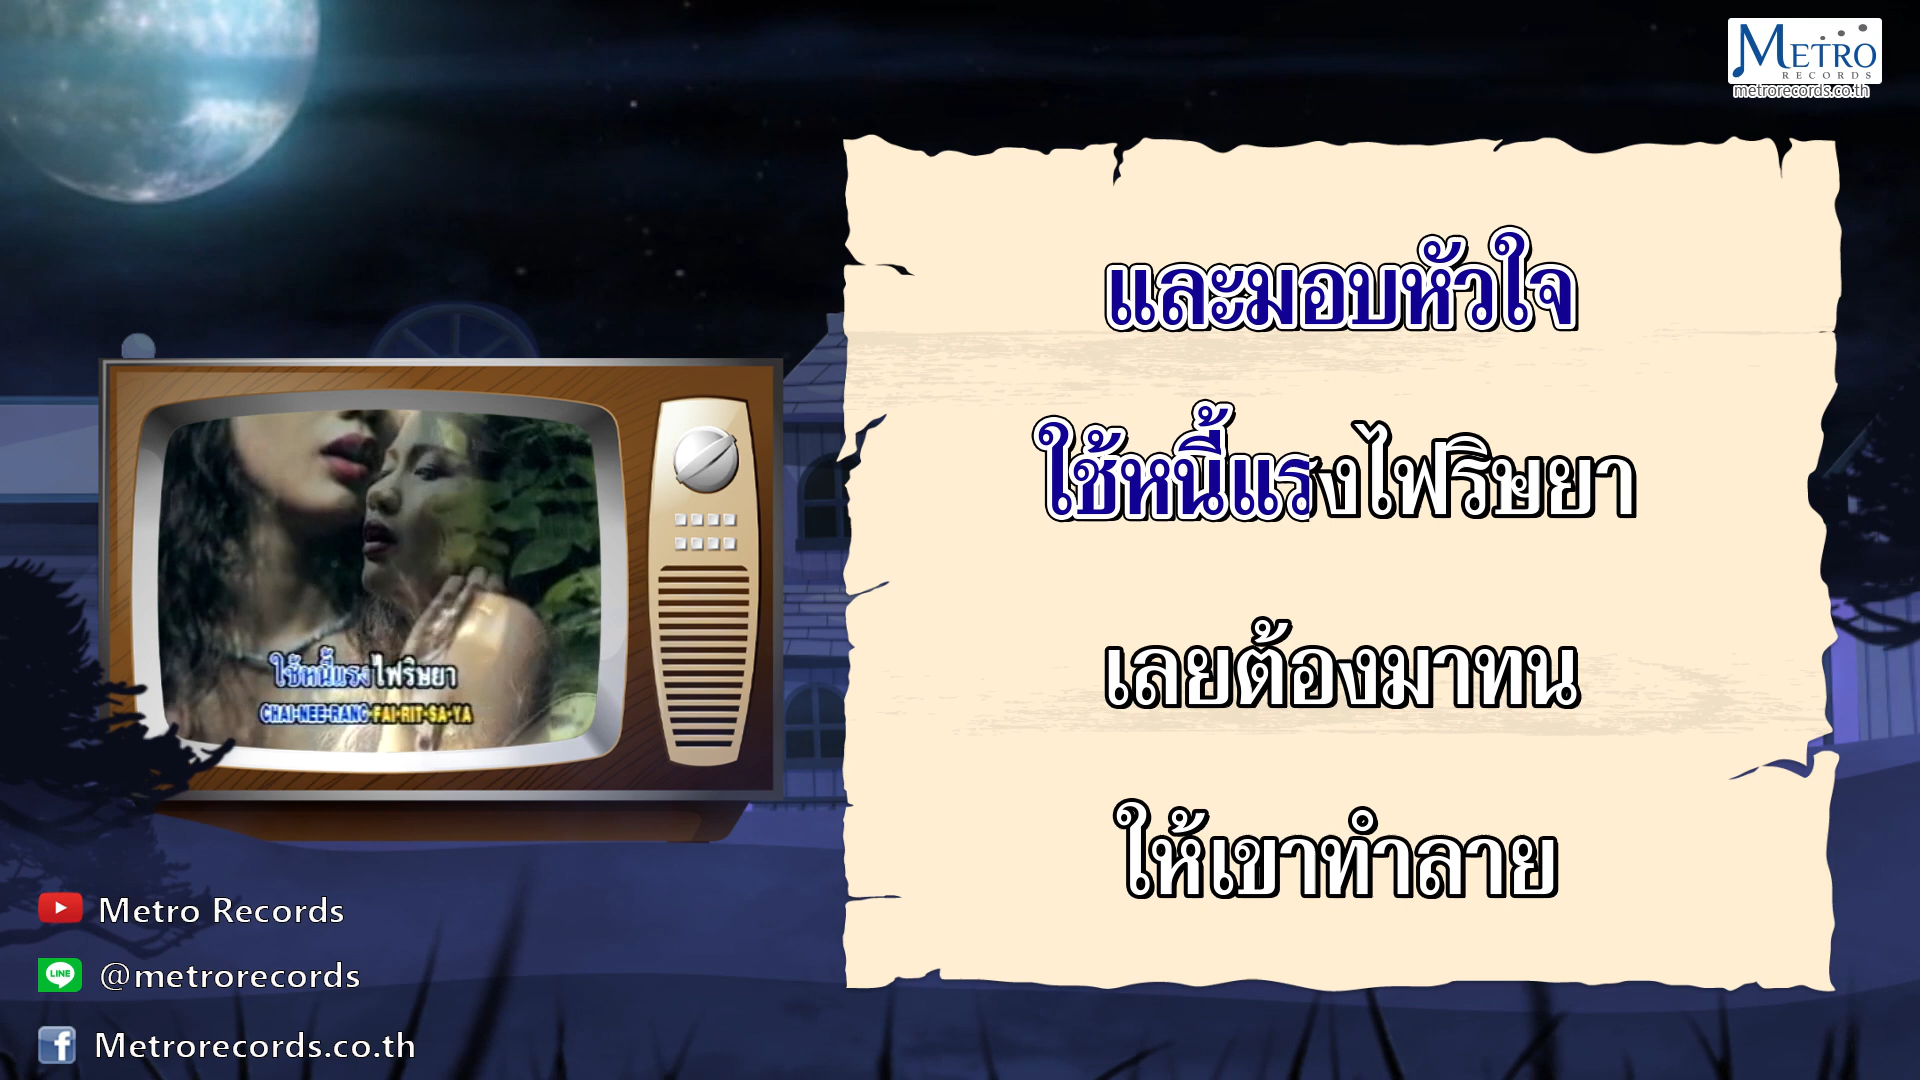 METRO
RECORDS
metrorecords.co.th
และมอบหัวใจ
ใช้หนี้แรงไฟริษยา
เลยต้องมาทน
ให้เขาทำลาย
ใช้หนี้แรงไฟริษยา
CHAI-NEE-RANG-FAI-RIT-SA-YA
Metro Records
LINE
@metrorecords
Metrorecords.co.th